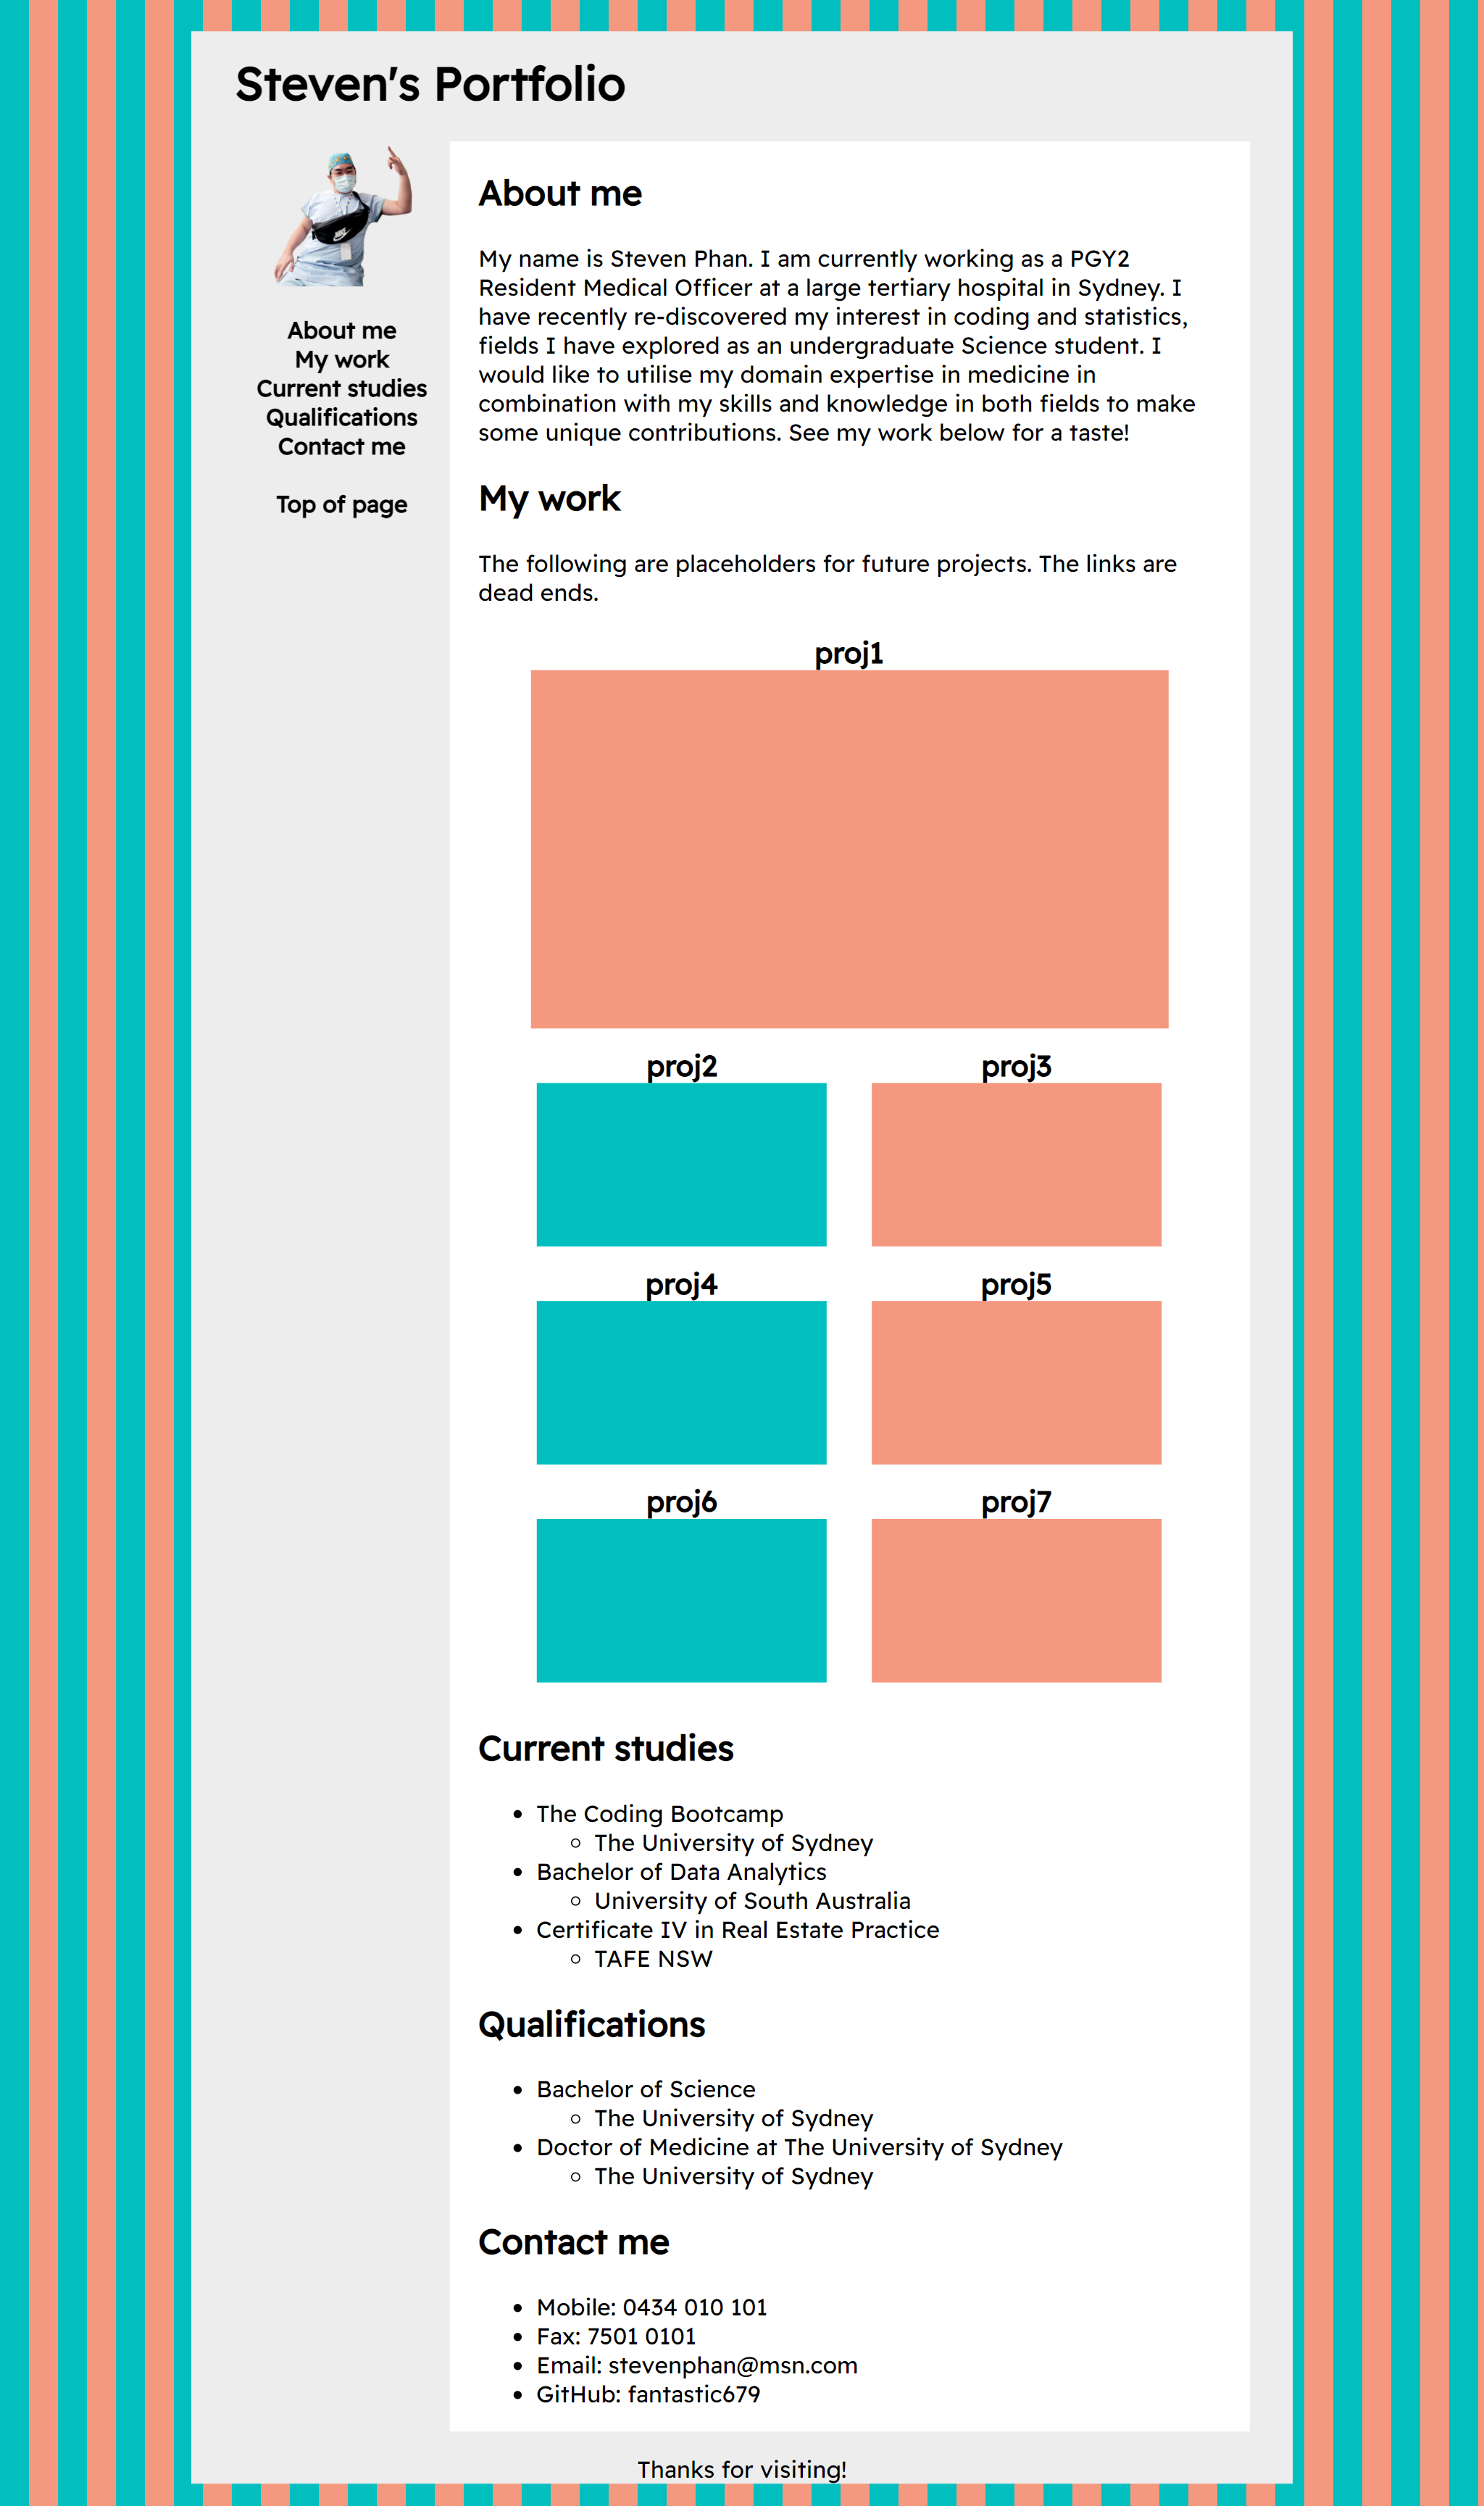 Steven's Portfolio
About me
My work
Current studies
Qualifications
Contact me
Top of page
About me
My name is Steven Phan. I am currently working as a PGY2
Resident Medical Officer at a large tertiary hospital in Sydney. I
have recently re-discovered my interest in coding and statistics,
fields I have explored as an undergraduate Science student. I
would like to utilise my domain expertise in medicine in
combination with my skills and knowledge in both fields to make
some unique contributions. See my work below for a taste!
My work
The following are placeholders for future projects. The links are
dead ends.
proj1
proj2
proj3
proj4
proj5
proj6
proj7
Current studies
The Coding Bootcamp
The University of Sydney
Bachelor of Data Analytics
University of South Australia
Certificate IV in Real Estate Practice
TAFE NSW
Qualifications
Bachelor of Science
The University of Sydney
Doctor of Medicine at The University of Sydney
The University of Sydney
Contact me
Mobile: 0434 010 101
Fax: 7501 0101
Email: stevenphan@msn.com
GitHub: fantastic679
Thanks for visiting!